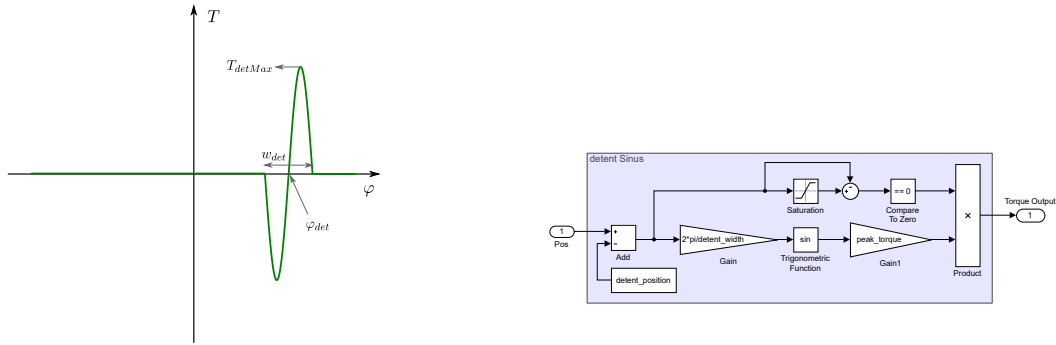 T
T_detMax
w_det
φ
φ_det
detent Sinus
1
Pos
+
−
Add
detent_position
2*pi/detent_width
Gain
Saturation
+
−
sin
Trigonometric
Function
== 0
Compare
To Zero
peak_torque
Gain1
×
Product
Torque Output
1